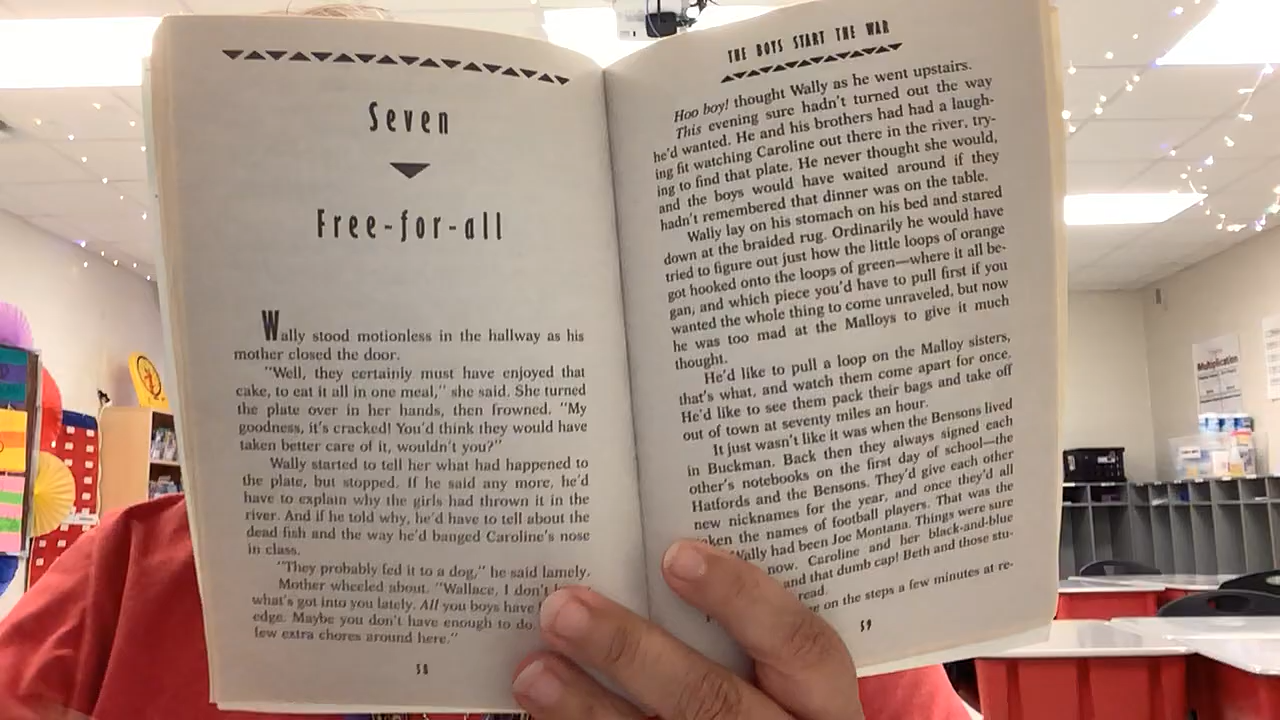 Seven
Free-for-all
Wally stood motionless in the hallway as his
mother closed the door.
"Well, they certainly must have enjoyed that
cake, to eat it all in one meal," she said. She turned
the plate over in her hands, then frowned. "My
goodness, it's cracked! You'd think they would have
taken better care of it, wouldn't you?"
Wally started to tell her what had happened to
the plate, but stopped. If he said any more, he'd
have to explain why the girls had thrown it in the
river. And if he told why, he'd have to tell about the
dead fish and the way he'd banged Caroline's nose
in class.
"They probably fed it to a dog," he said lamely.
Mother wheeled about. "Wallace, I don't
what's got into you lately. All you boys have
edge. Maybe you don't have enough to do.
few extra chores around here."
58
THE BOYS START THE WAR
Hoo boy! thought Wally as he went upstairs.
This evening sure hadn't turned out the way
he'd wanted. He and his brothers had had a laugh-
ing fit watching Caroline out there in the river, try-
ing to find that plate. He never thought she would,
and the boys would have waited around if they
hadn't remembered that dinner was on the table.
Wally lay on his stomach on his bed and stared
down at the braided rug. Ordinarily he would have
tried to figure out just how the little loops of orange
got hooked onto the loops of green—where it all be-
gan, and which piece you'd have to pull first if you
wanted the whole thing to come unraveled, but now
he was too mad at the Malloys to give it much
thought.
He'd like to pull a loop on the Malloy sisters,
that's what, and watch them come apart for once.
He'd like to see them pack their bags and take off
out of town at seventy miles an hour.
It just wasn't like it was when the Bensons lived
in Buckman. Back then they always signed each
other's notebooks on the first day of school—the
Hatfords and the Bensons. They'd give each other
new nicknames for the year, and once they'd all
taken the names of football players. That was the
Wally had been Joe Montana. Things were sure
now. Caroline and her black-and-blue
and that dumb cap! Beth and those stu-
read.
on the steps a few minutes at re-
59
Multiplication